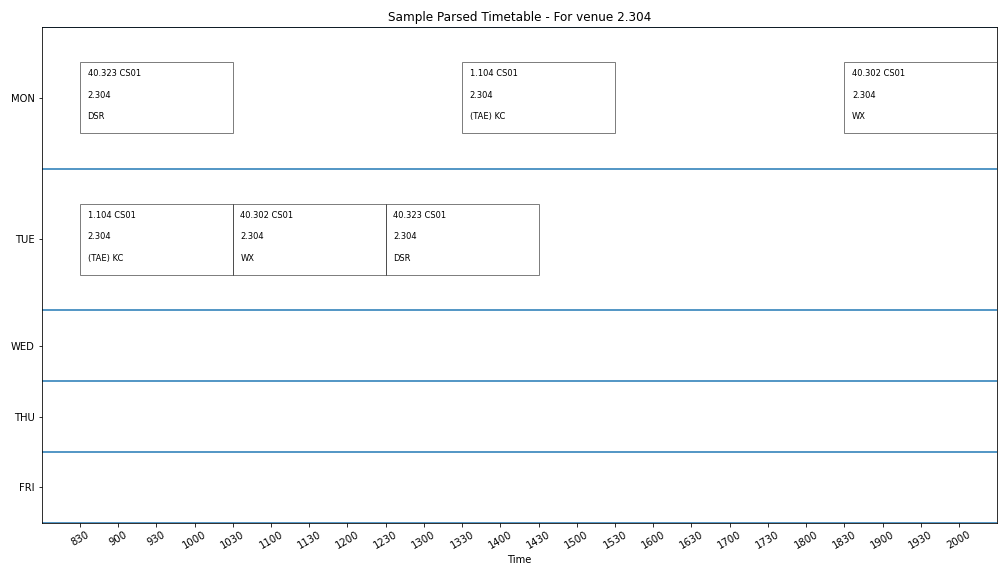 Sample Parsed Timetable - For venue 2.304
MON
40.323 CS01
2.304
DSR
1.104 CS01
2.304
(TAE) KC
40.302 CS01
2.304
WX
TUE
1.104 CS01
2.304
(TAE) KC
40.302 CS01
2.304
WX
40.323 CS01
2.304
DSR
WED
THU
FRI
830 900 930 1000 1030 1100 1130 1200 1230 1300 1330 1400 1430 1500 1530 1600 1630 1700 1730 1800 1830 1900 1930 2000
Time